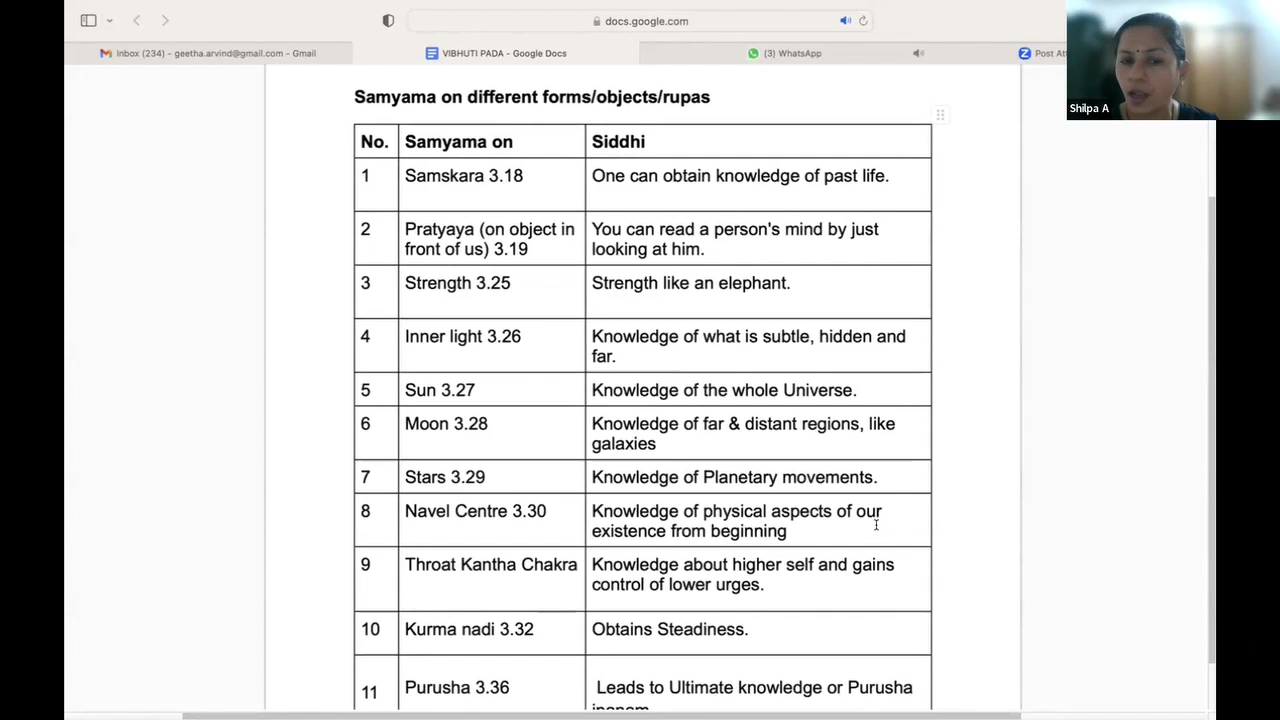 docs.google.com
Inbox (234) - geetha.arvind@gmail.com - Gmail
VIBHUTI PADA - Google Docs
(3) WhatsApp
Z Post Att
Shilpa A
Samyama on different forms/objects/rupas
No. Samyama on Siddhi
1 Samskara 3.18 One can obtain knowledge of past life.
2 Pratyaya (on object in You can read a person's mind by just
front of us) 3.19 looking at him.
3 Strength 3.25 Strength like an elephant.
4 Inner light 3.26 Knowledge of what is subtle, hidden and
far.
5 Sun 3.27 Knowledge of the whole Universe.
6 Moon 3.28 Knowledge of far & distant regions, like
galaxies
7 Stars 3.29 Knowledge of Planetary movements.
8 Navel Centre 3.30 Knowledge of physical aspects of our
existence from beginning
9 Throat Kantha Chakra Knowledge about higher self and gains
control of lower urges.
10 Kurma nadi 3.32 Obtains Steadiness.
11 Purusha 3.36 Leads to Ultimate knowledge or Purusha